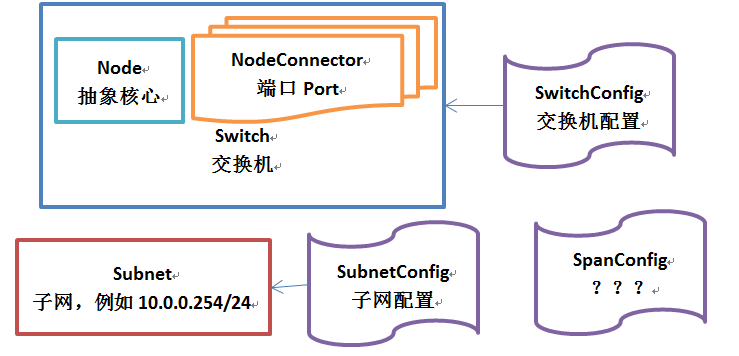 Node
抽象核心
NodeConnector
端口 Port
Switch
交换机
SwitchConfig
交换机配置
Subnet
子网，例如 10.0.0.254/24
SubnetConfig
子网配置
SpanConfig
？？？